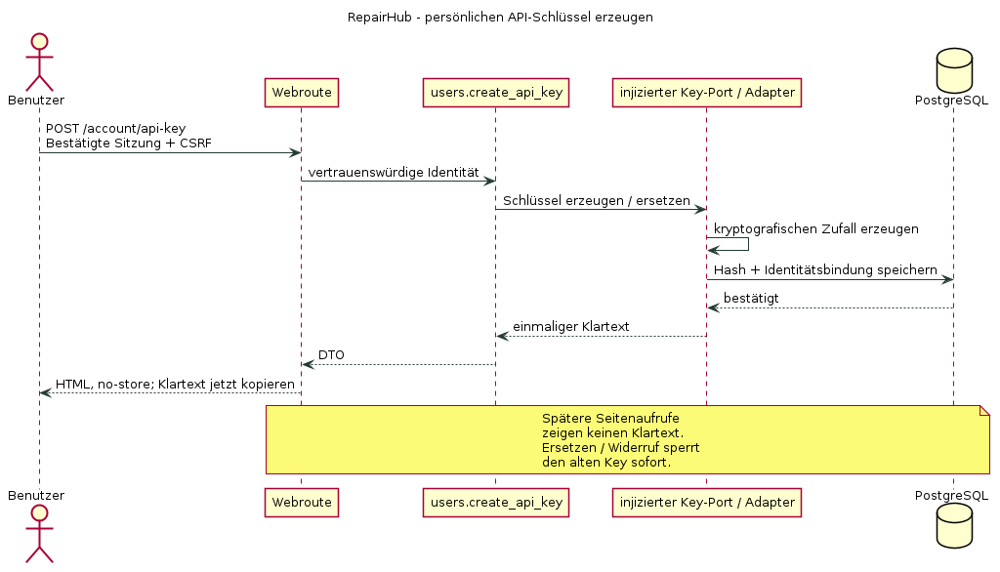 RepairHub - persönlichen API-Schlüssel erzeugen
Benutzer
Webroute
users.create_api_key
injizierter Key-Port / Adapter
PostgreSQL
POST /account/api-key
Bestätigte Sitzung + CSRF
vertrauenswürdige Identität
Schlüssel erzeugen / ersetzen
kryptografischen Zufall erzeugen
Hash + Identitätsbindung speichern
bestätigt
einmaliger Klartext
DTO
HTML, no-store; Klartext jetzt kopieren
Spätere Seitenaufrufe
zeigen keinen Klartext.
Ersetzen / Widerruf sperrt
den alten Key sofort.
Benutzer
Webroute
users.create_api_key
injizierter Key-Port / Adapter
PostgreSQL